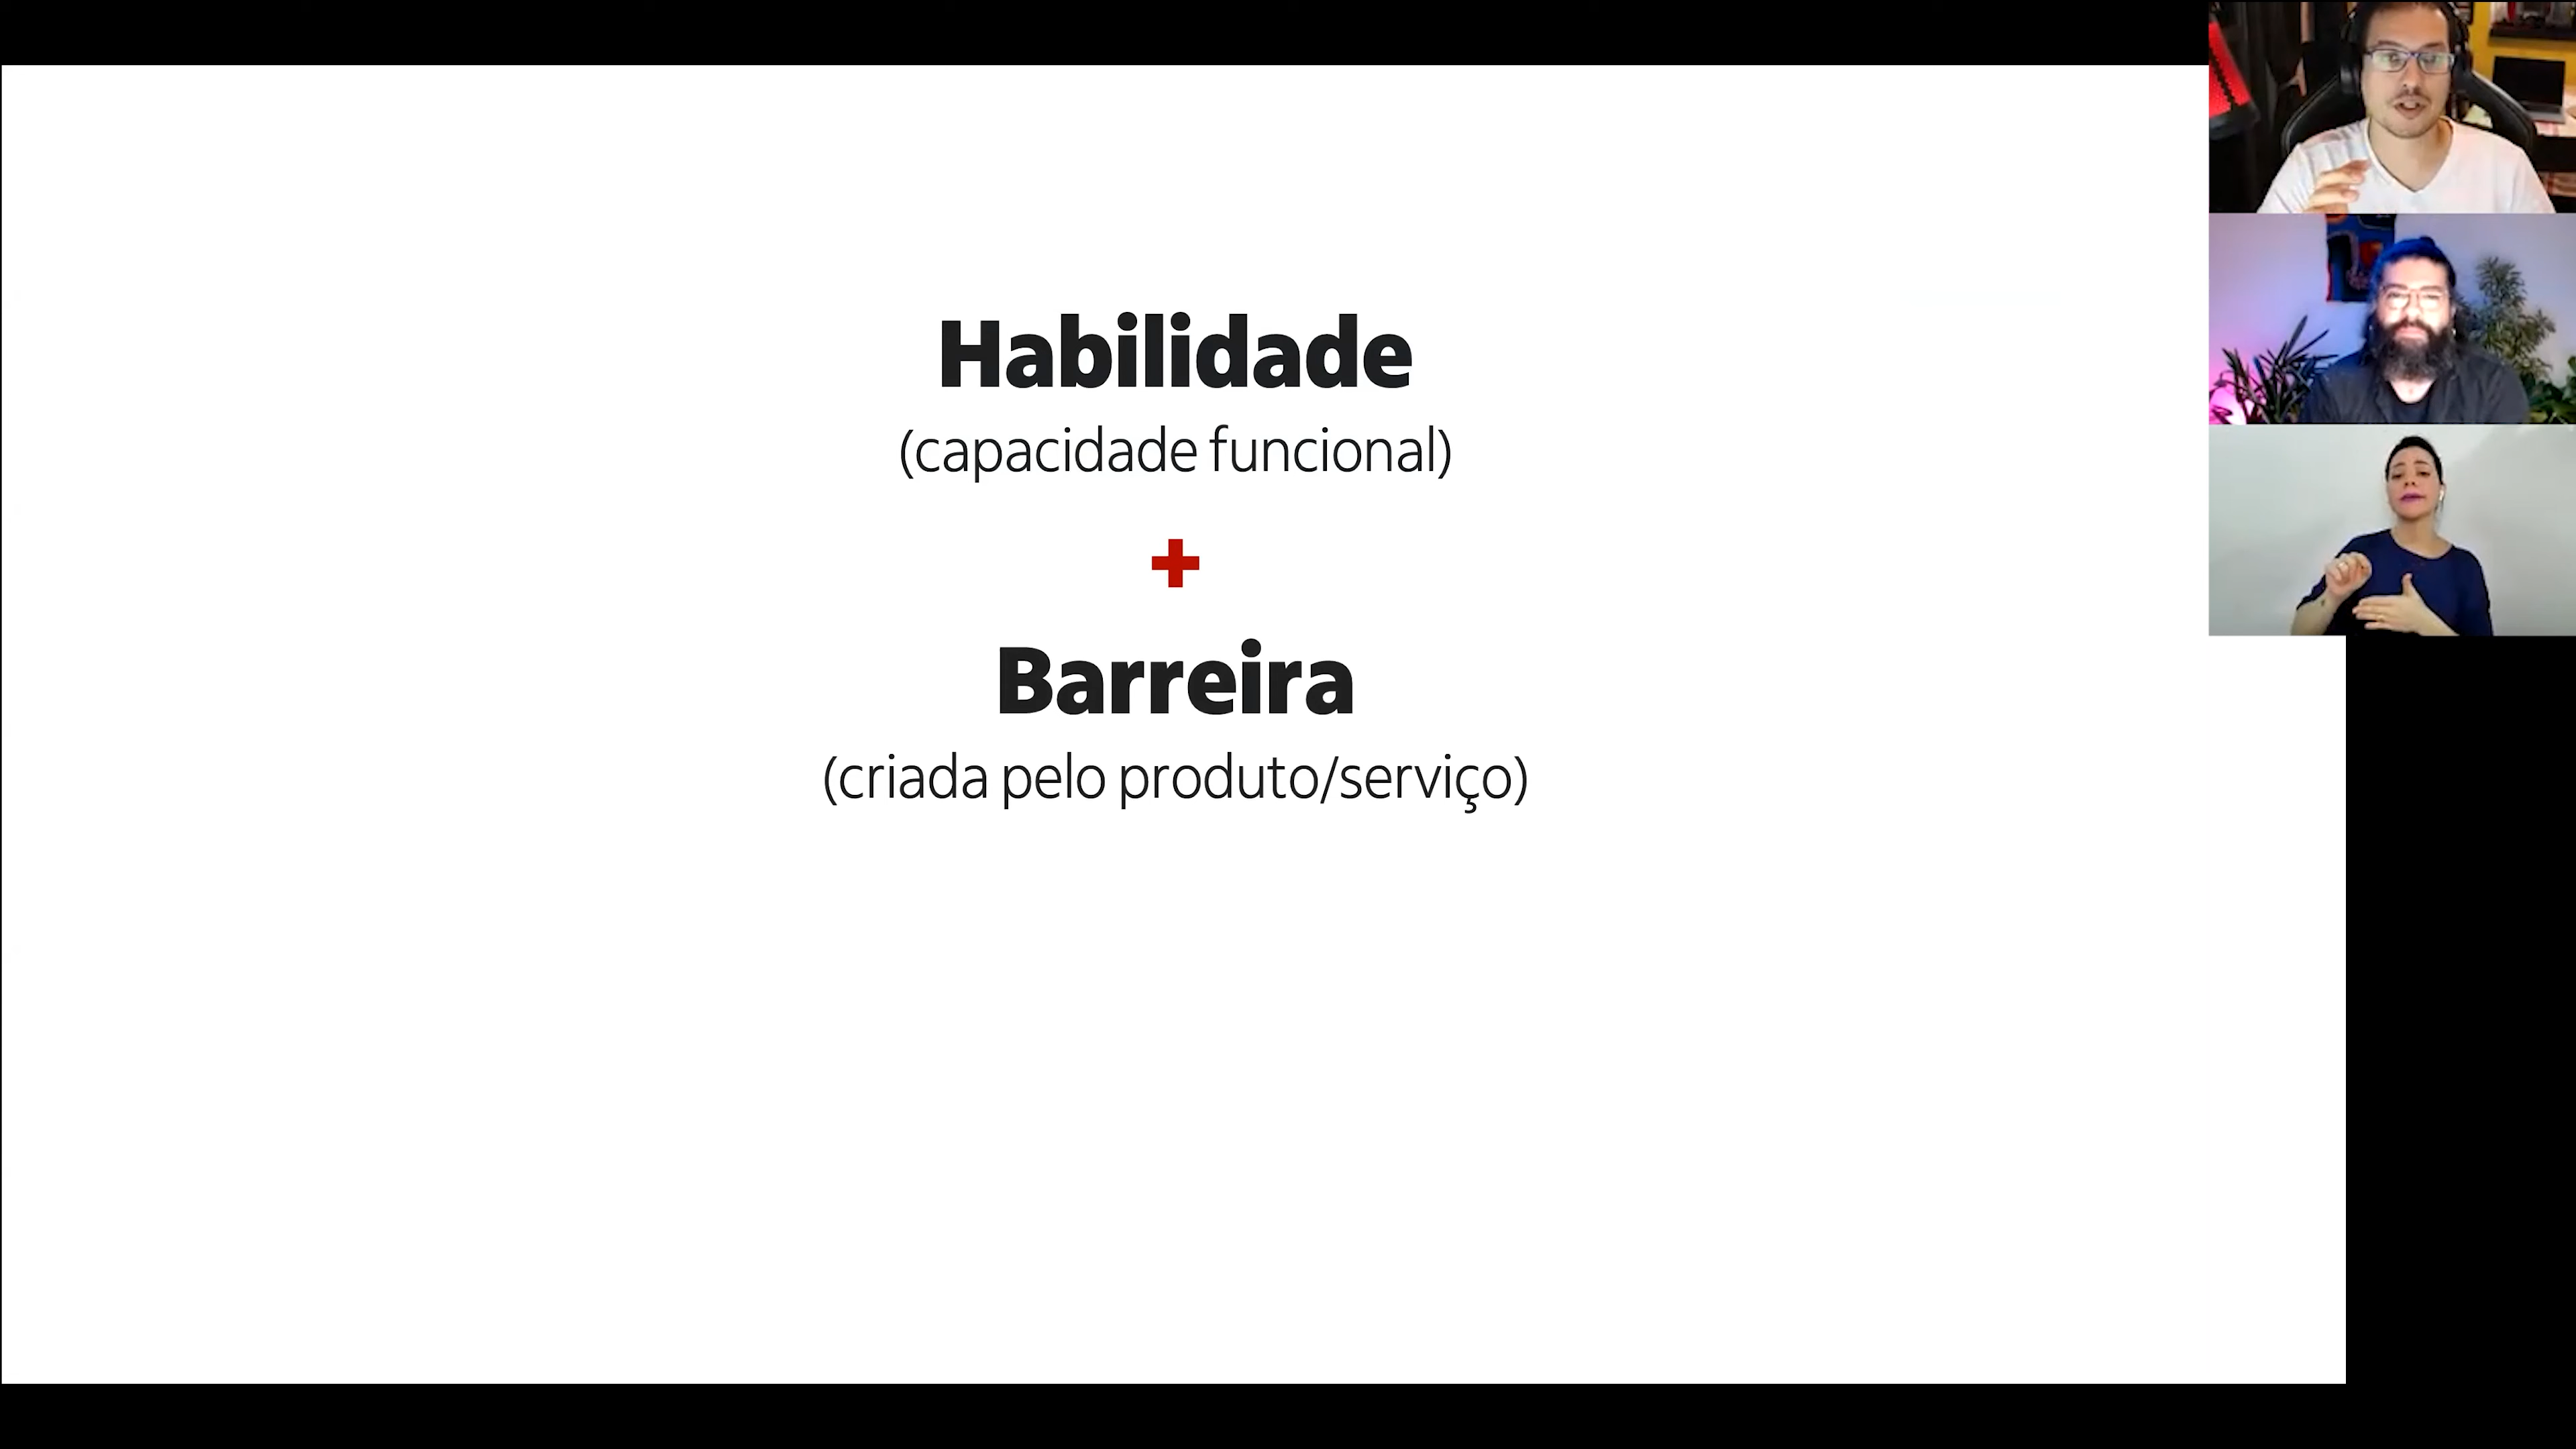 Habilidade
(capacidade funcional)
+
Barreira
(criada pelo produto/serviço)